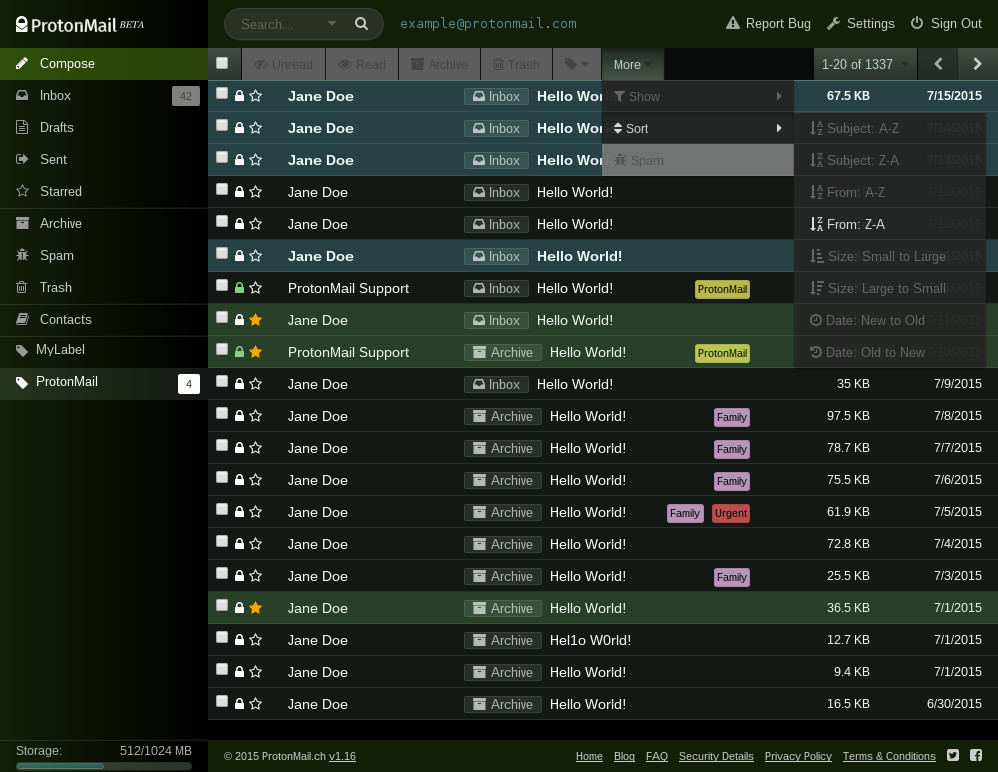 ProtonMail BETA
Search...
example@protonmail.com
Report Bug
Settings
Sign Out
Compose
Inbox 42
Drafts
Sent
Starred
Archive
Spam
Trash
Contacts
MyLabel
ProtonMail 4
Storage: 512/1024 MB
Unread Read Archive Trash More 1-20 of 1337
Show
Sort
Spam
Subject: A-Z
Subject: Z-A
From: A-Z
From: Z-A
Size: Small to Large
Size: Large to Small
Date: New to Old
Date: Old to New
Jane Doe Inbox Hello 67.5 KB 7/15/2015
Jane Doe Inbox Hello
Jane Doe Inbox Hello
Jane Doe Inbox Hello World!
Jane Doe Inbox Hello World!
Jane Doe Inbox Hello World!
ProtonMail Support Inbox Hello World! ProtonMail
Jane Doe Inbox Hello World!
ProtonMail Support Archive Hello World! ProtonMail
Jane Doe Inbox Hello World! 35 KB 7/9/2015
Jane Doe Archive Hello World! Family 97.5 KB 7/8/2015
Jane Doe Archive Hello World! Family 78.7 KB 7/7/2015
Jane Doe Archive Hello World! Family 75.5 KB 7/6/2015
Jane Doe Archive Hello World! Family Urgent 61.9 KB 7/5/2015
Jane Doe Archive Hello World! 72.8 KB 7/4/2015
Jane Doe Archive Hello World! Family 25.5 KB 7/3/2015
Jane Doe Archive Hello World! 36.5 KB 7/1/2015
Jane Doe Archive Hel1o W0rld! 12.7 KB 7/1/2015
Jane Doe Archive Hello World! 9.4 KB 7/1/2015
Jane Doe Archive Hello World! 16.5 KB 6/30/2015
© 2015 ProtonMail.ch v1.16
Home Blog FAQ Security Details Privacy Policy Terms & Conditions